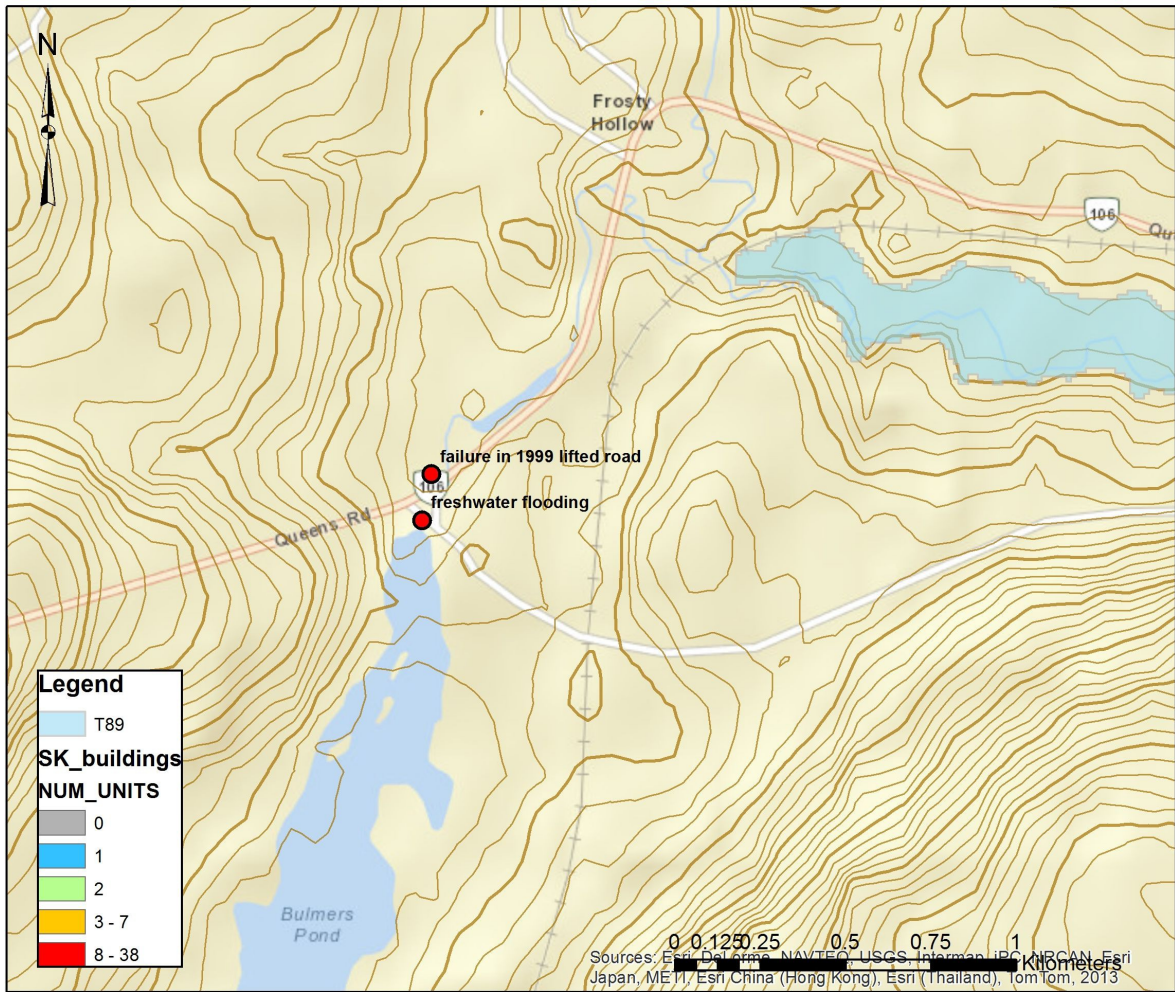 N
Frosty
Hollow
106
Qu
failure in 1999 lifted road
106
freshwater flooding
Queens Rd
Legend
T89
SK_buildings
NUM_UNITS
0
1
2
3 - 7
8 - 38
Bulmers
Pond
0 0.125 0.25 0.5 0.75 1
Kilometers
Sources: Esri, DeLorme, NAVTEQ, USGS, Intermap, iPC, NRCAN, Esri
Japan, METI, Esri China (Hong Kong), Esri (Thailand), TomTom, 2013